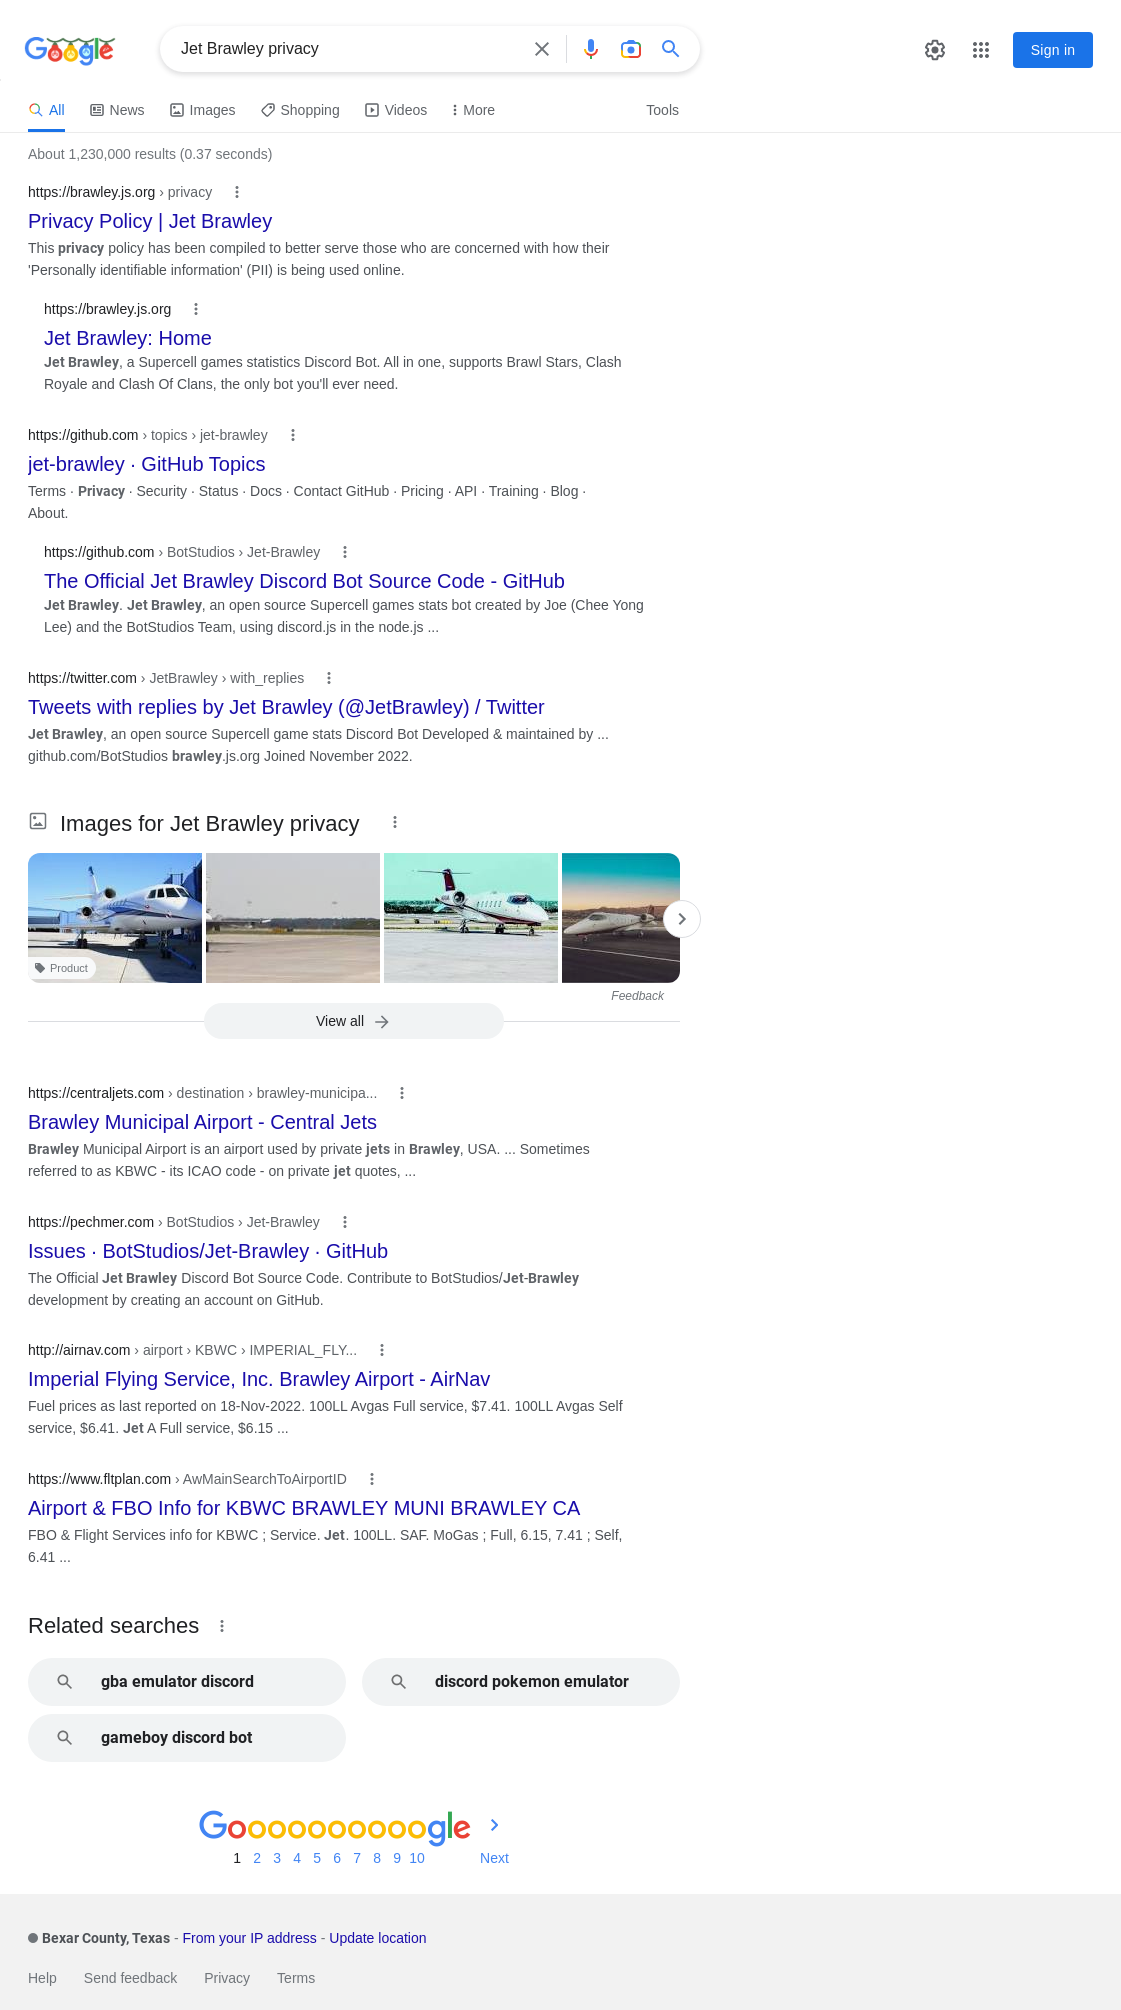 Google
Jet Brawley privacy
Sign in
All
News
Images
Shopping
Videos
More
Tools
About 1,230,000 results (0.37 seconds)
https://brawley.js.org › privacy
Privacy Policy | Jet Brawley
This privacy policy has been compiled to better serve those who are concerned with how their
'Personally identifiable information' (PII) is being used online.
https://brawley.js.org
Jet Brawley: Home
Jet Brawley, a Supercell games statistics Discord Bot. All in one, supports Brawl Stars, Clash
Royale and Clash Of Clans, the only bot you'll ever need.
https://github.com › topics › jet-brawley
jet-brawley · GitHub Topics
Terms · Privacy · Security · Status · Docs · Contact GitHub · Pricing · API · Training · Blog ·
About.
https://github.com › BotStudios › Jet-Brawley
The Official Jet Brawley Discord Bot Source Code - GitHub
Jet Brawley. Jet Brawley, an open source Supercell games stats bot created by Joe (Chee Yong
Lee) and the BotStudios Team, using discord.js in the node.js ...
https://twitter.com › JetBrawley › with_replies
Tweets with replies by Jet Brawley (@JetBrawley) / Twitter
Jet Brawley, an open source Supercell game stats Discord Bot Developed & maintained by ...
github.com/BotStudios brawley.js.org Joined November 2022.
Images for Jet Brawley privacy
Product
Feedback
View all
https://centraljets.com › destination › brawley-municipa...
Brawley Municipal Airport - Central Jets
Brawley Municipal Airport is an airport used by private jets in Brawley, USA. ... Sometimes
referred to as KBWC - its ICAO code - on private jet quotes, ...
https://pechmer.com › BotStudios › Jet-Brawley
Issues · BotStudios/Jet-Brawley · GitHub
The Official Jet Brawley Discord Bot Source Code. Contribute to BotStudios/Jet-Brawley
development by creating an account on GitHub.
http://airnav.com › airport › KBWC › IMPERIAL_FLY...
Imperial Flying Service, Inc. Brawley Airport - AirNav
Fuel prices as last reported on 18-Nov-2022. 100LL Avgas Full service, $7.41. 100LL Avgas Self
service, $6.41. Jet A Full service, $6.15 ...
https://www.fltplan.com › AwMainSearchToAirportID
Airport & FBO Info for KBWC BRAWLEY MUNI BRAWLEY CA
FBO & Flight Services info for KBWC ; Service. Jet. 100LL. SAF. MoGas ; Full, 6.15, 7.41 ; Self,
6.41 ...
Related searches
gba emulator discord
discord pokemon emulator
gameboy discord bot
Goooooooooogle
1 2 3 4 5 6 7 8 9 10 Next
Bexar County, Texas - From your IP address - Update location
Help Send feedback Privacy Terms